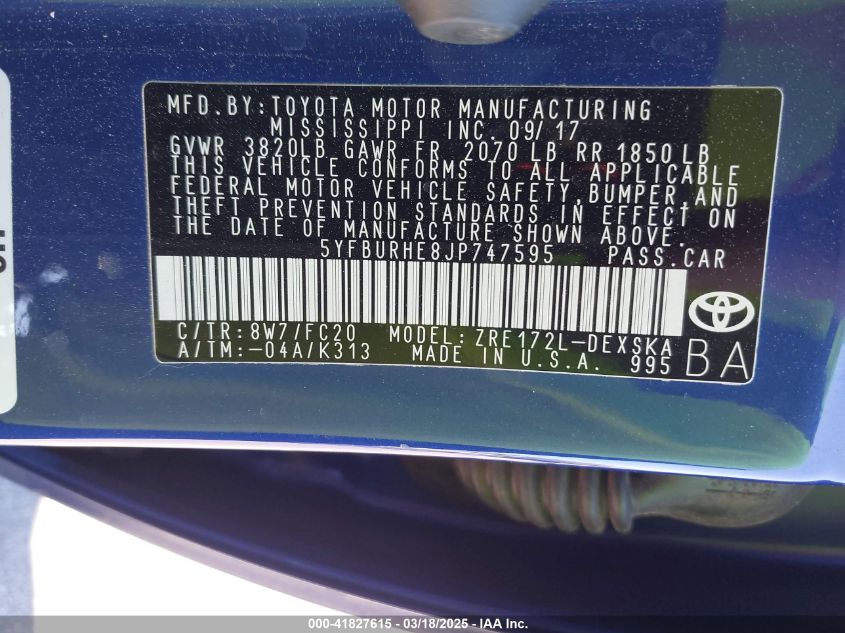 MFD.BY:TOYOTA MOTOR MANUFACTURING
MISSISSIPPI INC. 09/17
GVWR 3820LB GAWR FR 2070 LB RR 1850 LB
THIS VEHICLE CONFORMS TO ALL APPLICABLE
FEDERAL MOTOR VEHICLE SAFETY, BUMPER, AND
THEFT PREVENTION STANDARDS IN EFFECT ON
THE DATE OF MANUFACTURE SHOWN ABOVE.
5YFBURHE8JP747595 PASS.CAR
C/TR:8W7/FC20 MODEL:ZRE172L-DEXSKA
A/TM:-04A/K313 MADE IN U.S.A. 995 BA
000-41827615 - 03/18/2025 - IAA Inc.